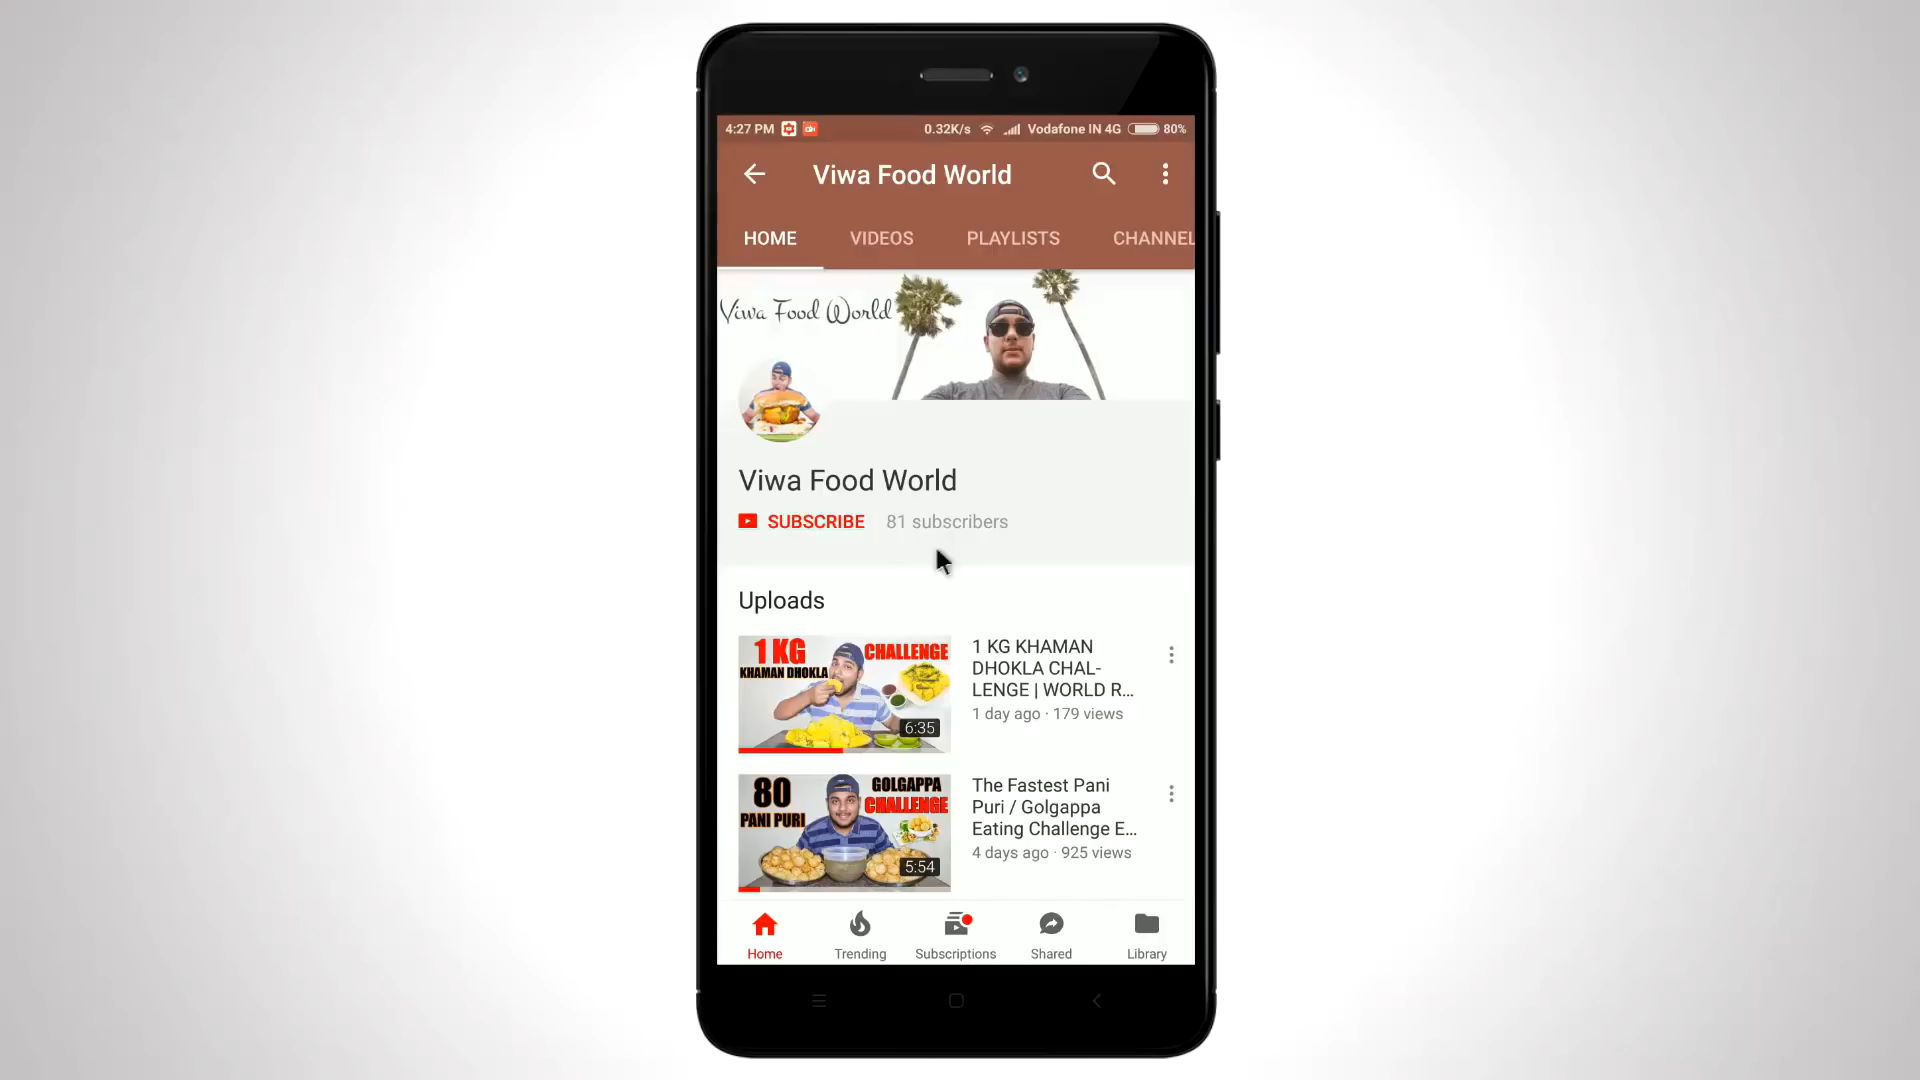 4:27 PM 0.32K/s Vodafone IN 4G 80%
Viwa Food World
HOME VIDEOS PLAYLISTS CHANNEL
Viwa Food World
Viwa Food World
SUBSCRIBE 81 subscribers
Uploads
1 KG
KHAMAN DHOKLA
CHALLENGE
6:35
1 KG KHAMAN
DHOKLA CHAL-
LENGE | WORLD R...
1 day ago · 179 views
80
PANI PURI
GOLGAPPA
CHALLENGE
5:54
The Fastest Pani
Puri / Golgappa
Eating Challenge E...
4 days ago · 925 views
Home Trending Subscriptions Shared Library